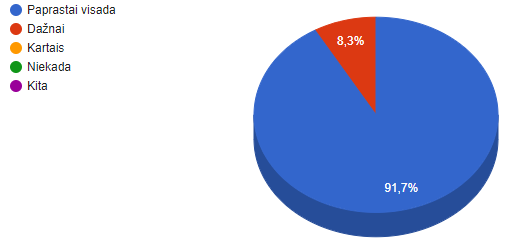 Paprastai visada
Dažnai
Kartais
Niekada
Kita
8,3%
91,7%